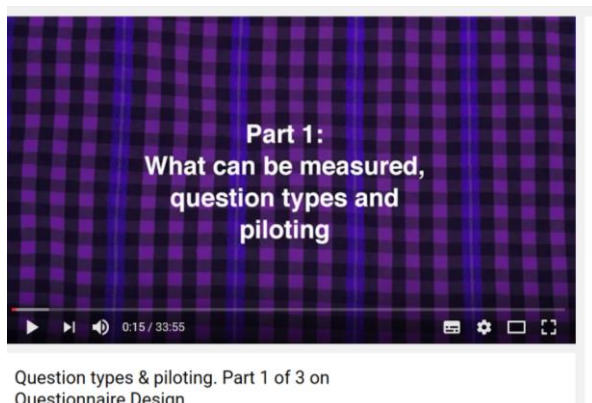 Part 1:
What can be measured,
question types and
piloting
0:15 / 33:55
Question types & piloting. Part 1 of 3 on
Questionnaire Design